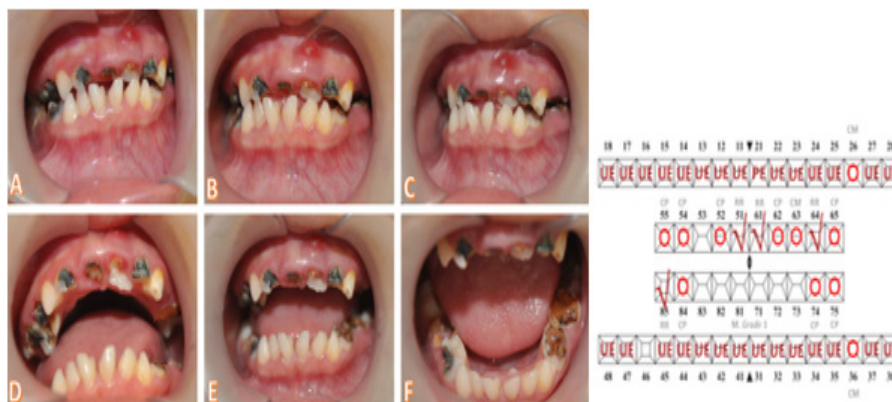 A
B
C
D
E
F
CM
18 17 16 15 14 13 12 11 21 22 23 24 25 26 27
UE UE UE UE UE UE UE UE PE UE UE UE UE UE
CP CP CP RR RR CP CM RR CP
55 54 53 52 51 61 62 63 64 65
85 84 83 82 81 71 72 73 74 75
RR CP M. Gradr 1 CP CP
UE UE UE UE UE UE UE UE UE UE UE UE UE UE
48 47 46 45 44 43 42 41 31 32 33 34 35 36 37
CM